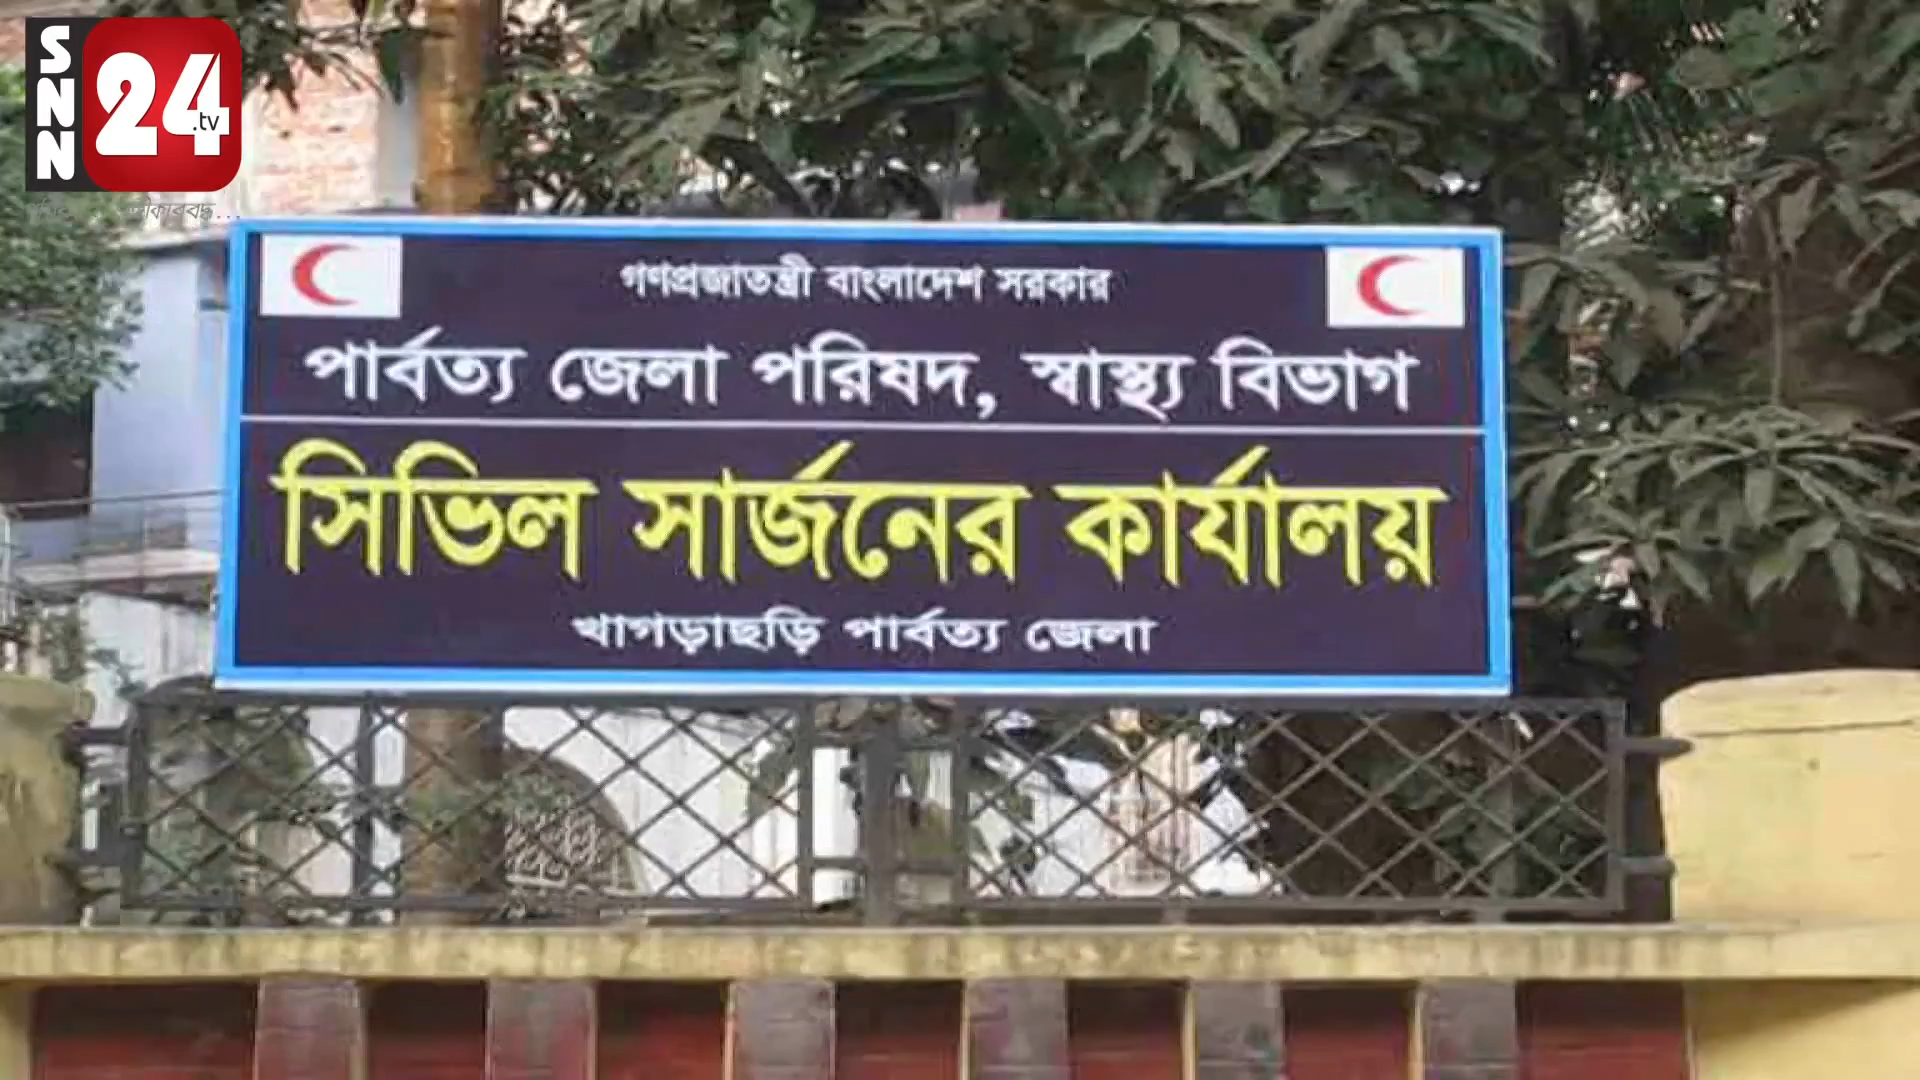 SNN
24
.tv
গণপ্রজাতন্ত্রী বাংলাদেশ সরকার
পার্বত্য জেলা পরিষদ, স্বাস্থ্য বিভাগ
সিভিল সার্জনের কার্যালয়
খাগড়াছড়ি পার্বত্য জেলা